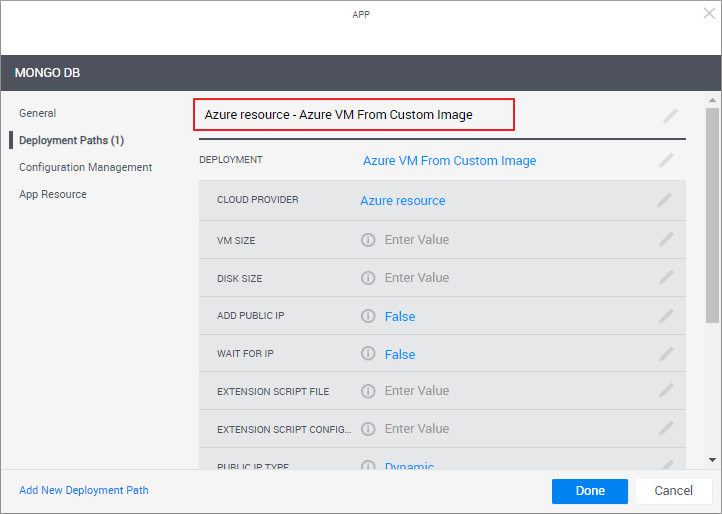 APP
MONGO DB
General
Deployment Paths (1)
Configuration Management
App Resource
Azure resource - Azure VM From Custom Image
DEPLOYMENT Azure VM From Custom Image
CLOUD PROVIDER Azure resource
VM SIZE Enter Value
DISK SIZE Enter Value
ADD PUBLIC IP False
WAIT FOR IP False
EXTENSION SCRIPT FILE Enter Value
EXTENSION SCRIPT CONFIG... Enter Value
PUBLIC IP TYPE Dynamic
Add New Deployment Path
Done Cancel